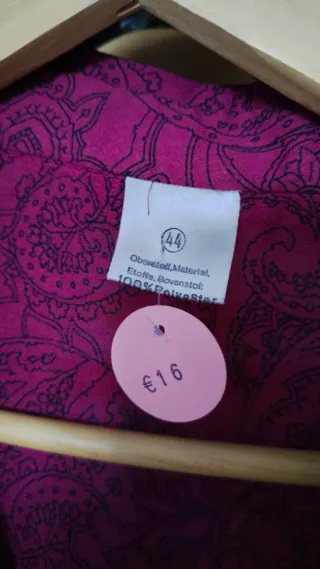 44
Oberstoff,Material,
Etoffe, Bovenstof:
100%Polyester
€16